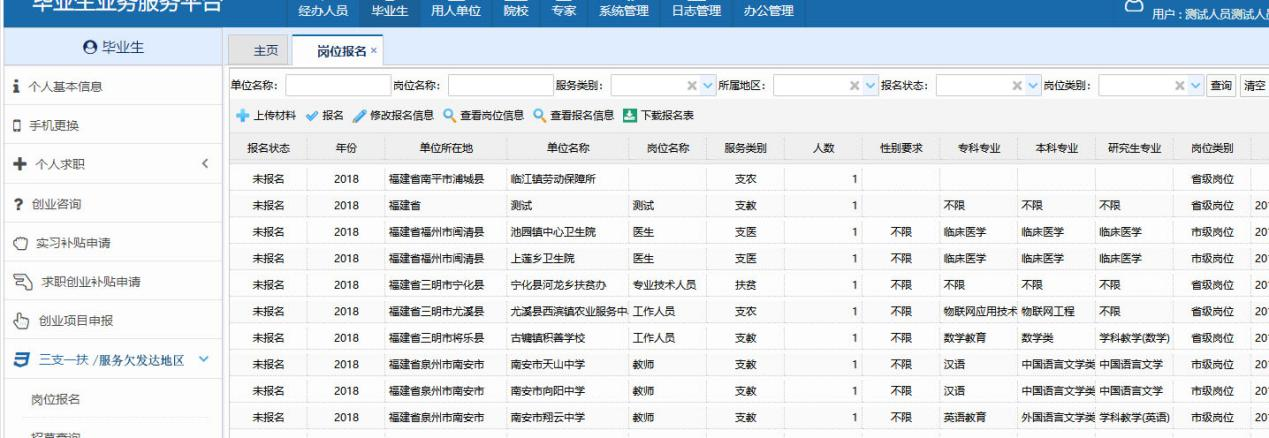 毕业生业务服务平台
经办人员 毕业生 用人单位 院校 专家 系统管理 日志管理 办公管理
用户：测试人员测试人员
毕业生
主页 岗位报名 ×
个人基本信息
手机更换
个人求职
创业咨询
实习补贴申请
求职创业补贴申请
创业项目申报
三支一扶 /服务欠发达地区
岗位报名
招募查询
单位名称： 岗位名称： 服务类别： 所属地区： 报名状态： 岗位类别： 查询 清空
上传材料 报名 修改报名信息 查看岗位信息 查看报名信息 下载报名表
报名状态 年份 单位所在地 单位名称 岗位名称 服务类别 人数 性别要求 专科专业 本科专业 研究生专业 岗位类别
未报名 2018 福建省南平市浦城县 临江镇劳动保障所 支农 1 省级岗位
未报名 2018 福建省 测试 测试 支教 1 不限 不限 不限 省级岗位 201
未报名 2018 福建省福州市闽清县 池园镇中心卫生院 医生 支医 1 不限 临床医学 临床医学 临床医学 市级岗位 201
未报名 2018 福建省福州市闽清县 上莲乡卫生院 医生 支医 1 不限 临床医学 临床医学 临床医学 市级岗位 201
未报名 2018 福建省三明市宁化县 宁化县河龙乡扶贫办 专业技术人员 扶贫 1 不限 不限 不限 不限 省级岗位 201
未报名 2018 福建省三明市尤溪县 尤溪县西滨镇农业服务中 工作人员 支农 1 不限 物联网应用技术 物联网工程 不限 省级岗位 201
未报名 2018 福建省三明市将乐县 古镛镇积善学校 工作人员 支教 1 不限 数学教育 数学类 学科教学(数学) 省级岗位 201
未报名 2018 福建省泉州市南安市 南安市天山中学 教师 支教 1 不限 汉语 中国语言文学类 中国语言文学 市级岗位 201
未报名 2018 福建省泉州市南安市 南安市向阳中学 教师 支教 1 不限 汉语 中国语言文学类 中国语言文学 市级岗位 201
未报名 2018 福建省泉州市南安市 南安市翔云中学 教师 支教 1 不限 英语教育 外国语言文学类 学科教学(英语) 市级岗位 201